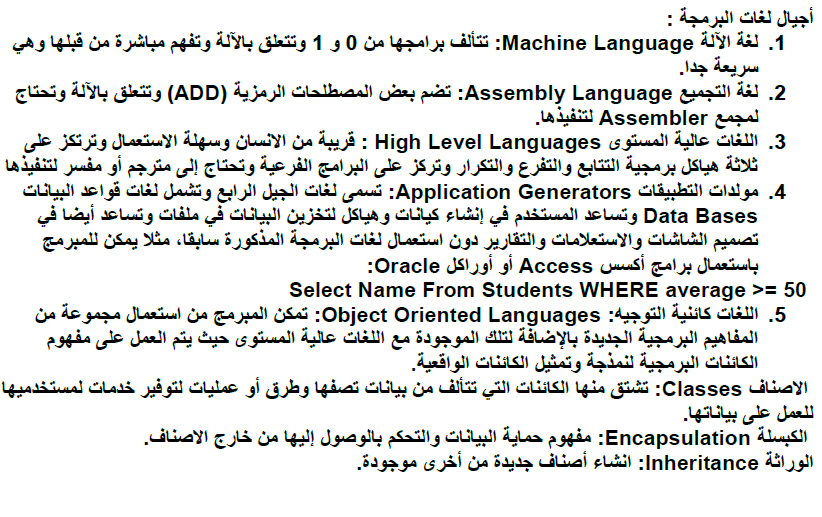 أجيال لغات البرمجة :
1. لغة الآلة Machine Language: تتألف برامجها من 0 و 1 وتتعلق بالآلة وتفهم مباشرة من قبلها وهي
سريعة جدا.
2. لغة التجميع Assembly Language: تضم بعض المصطلحات الرمزية (ADD) وتتعلق بالآلة وتحتاج
لمجمع Assembler لتنفيذها.
3. اللغات عالية المستوى High Level Languages : قريبة من الانسان وسهلة الاستعمال وترتكز على
ثلاثة هياكل برمجية التتابع والتفرع والتكرار وتركز على البرامج الفرعية وتحتاج إلى مترجم أو مفسر لتنفيذها
4. مولدات التطبيقات Application Generators: تسمى لغات الجيل الرابع وتشمل لغات قواعد البيانات
Data Bases وتساعد المستخدم في إنشاء كيانات وهياكل لتخزين البيانات في ملفات وتساعد أيضا في
تصميم الشاشات والاستعلامات والتقارير دون استعمال لغات البرمجة المذكورة سابقا، مثلا يمكن للمبرمج
باستعمال برامج أكسس Access أو أوراكل Oracle:
Select Name From Students WHERE average >= 50
5. اللغات كائنية التوجيه: Object Oriented Languages: تمكن المبرمج من استعمال مجموعة من
المفاهيم البرمجية الجديدة بالإضافة لتلك الموجودة مع اللغات عالية المستوى حيث يتم العمل على مفهوم
الكائنات البرمجية لنمذجة وتمثيل الكائنات الواقعية.
الاصناف Classes: تشتق منها الكائنات التي تتألف من بيانات تصفها وطرق أو عمليات لتوفير خدمات لمستخدميها
للعمل على بياناتها.
الكبسلة Encapsulation: مفهوم حماية البيانات والتحكم بالوصول إليها من خارج الاصناف.
الوراثة Inheritance: انشاء أصناف جديدة من أخرى موجودة.